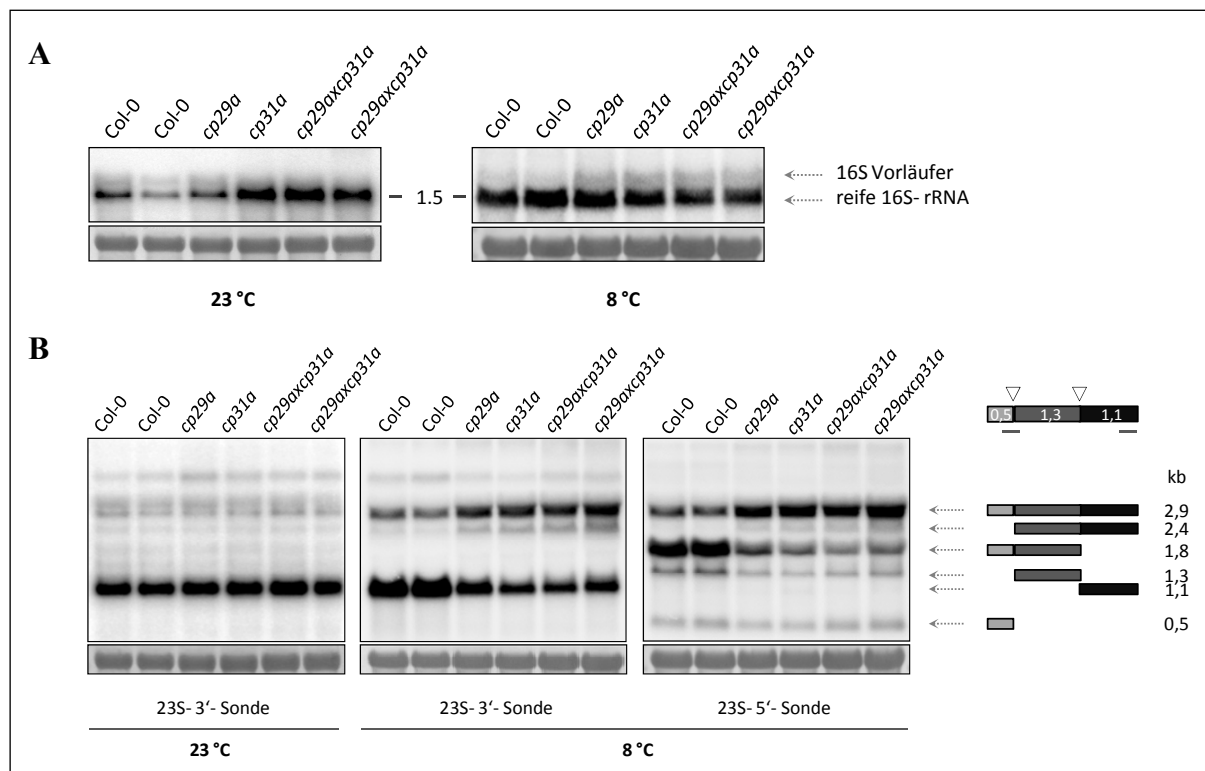 A
Col-0 Col-0 cp29a cp31a cp29axcp31a cp29axcp31a
Col-0 Col-0 cp29a cp31a cp29axcp31a cp29axcp31a
16S Vorläufer
1.5
reife 16S- rRNA
23 °C
8 °C
B
Col-0 Col-0 cp29a cp31a cp29axcp31a cp29axcp31a
Col-0 Col-0 cp29a cp31a cp29axcp31a cp29axcp31a
Col-0 Col-0 cp29a cp31a cp29axcp31a cp29axcp31a
0,5 1,3 1,1
kb
2,9
2,4
1,8
1,3
1,1
0,5
23S- 3‘- Sonde
23S- 3‘- Sonde
23S- 5‘- Sonde
23 °C
8 °C